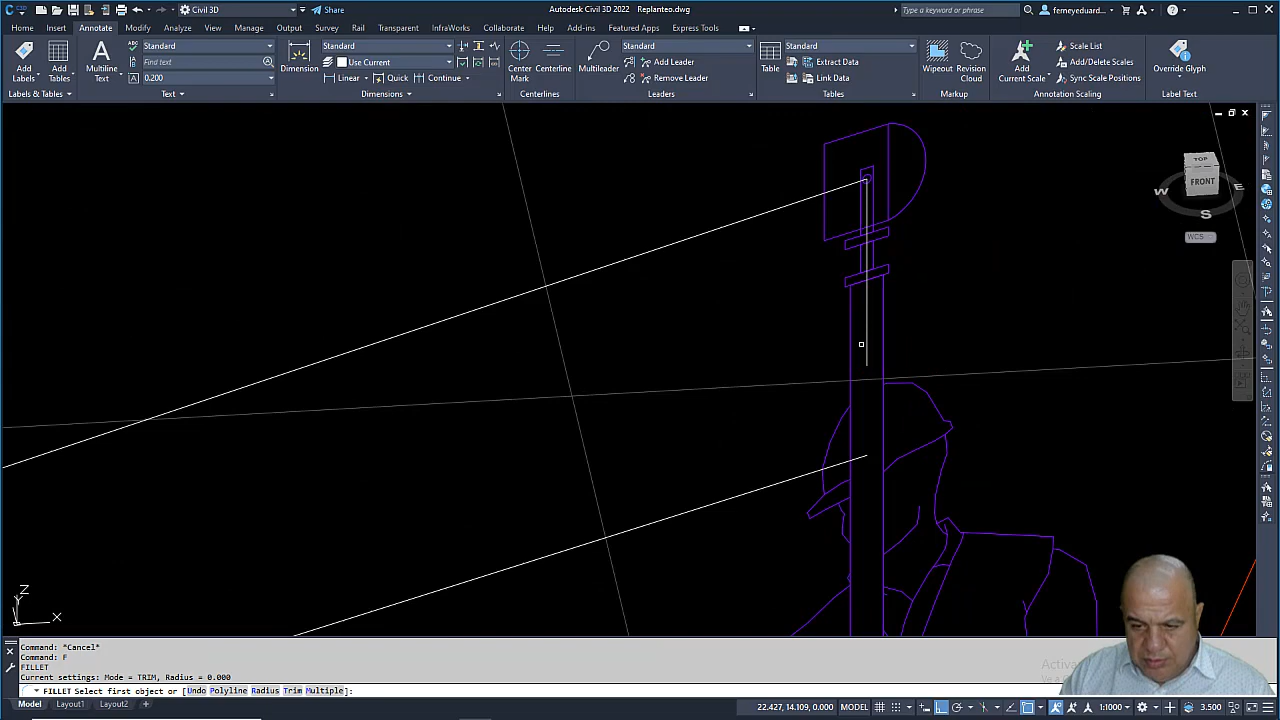 Civil 3D
Share
Autodesk Civil 3D 2022 Replanteo.dwg
Type a keyword or phrase
ferneyeduard...
Home Insert Annotate Modify Analyze View Manage Output Survey Rail Transparent InfraWorks Collaborate Help Add-ins Featured Apps Express Tools
Add Labels
Add Tables
Labels & Tables
Multiline Text
Standard
Find text
0.200
Text
Dimension
Standard
Use Current
Linear Quick Continue
Dimensions
Center Mark
Centerline
Centerlines
Multileader
Standard
Add Leader
Remove Leader
Leaders
Table
Standard
Extract Data
Link Data
Tables
Wipeout
Revision Cloud
Markup
Add Current Scale
Scale List
Add/Delete Scales
Sync Scale Positions
Annotation Scaling
Override Glyph
Label Text
TOP
FRONT
W
E
S
WCS
Z
X
Command: *Cancel*
Command: F
FILLET
Current settings: Mode = TRIM, Radius = 0.000
FILLET Select first object or [Undo Polyline Radius Trim Multiple]:
Model Layout1 Layout2 +
22.427, 14.109, 0.000 MODEL
1:1000
3.500